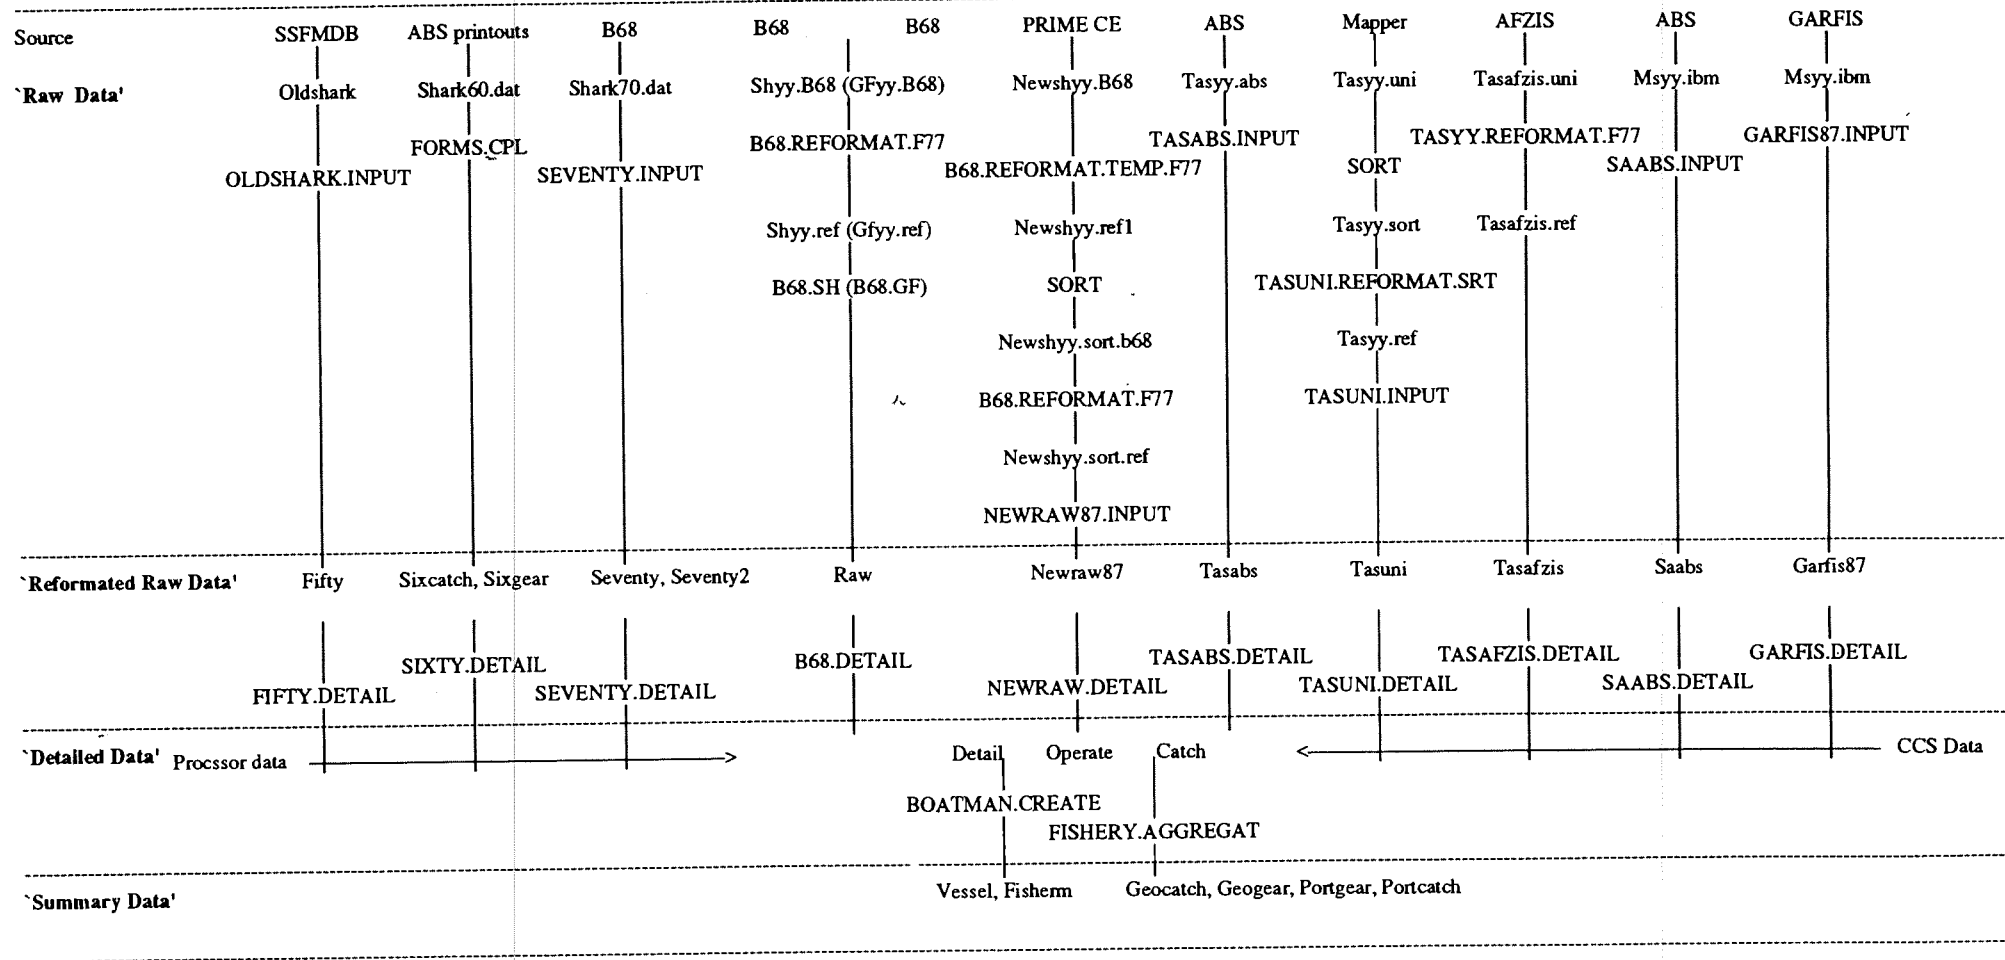 Source SSFMDB ABS printouts B68 B68 B68 PRIME CE ABS Mapper AFZIS ABS GARFIS
`Raw Data' Oldshark Shark60.dat Shark70.dat Shyy.B68 (GFyy.B68) Newshyy.B68 Tasyy.abs Tasyy.uni Tasafzis.uni Msyy.ibm Msyy.ibm
FORMS.CPL B68.REFORMAT.F77 TASABS.INPUT TASYY.REFORMAT.F77 GARFIS87.INPUT
OLDSHARK.INPUT SEVENTY.INPUT B68.REFORMAT.TEMP.F77 SORT SAABS.INPUT
Shyy.ref (Gfyy.ref) Newshyy.ref1 Tasyy.sort Tasafzis.ref
B68.SH (B68.GF) SORT TASUNI.REFORMAT.SRT
Newshyy.sort.b68 Tasyy.ref
B68.REFORMAT.F77 TASUNI.INPUT
Newshyy.sort.ref
NEWRAW87.INPUT
`Reformated Raw Data' Fifty Sixcatch, Sixgear Seventy, Seventy2 Raw Newraw87 Tasabs Tasuni Tasafzis Saabs Garfis87
SIXTY.DETAIL B68.DETAIL TASABS.DETAIL TASAFZIS.DETAIL GARFIS.DETAIL
FIFTY.DETAIL SEVENTY.DETAIL NEWRAW.DETAIL TASUNI.DETAIL SAABS.DETAIL
`Detailed Data' Procssor data Detail Operate Catch CCS Data
BOATMAN.CREATE
FISHERY.AGGREGAT
`Summary Data' Vessel, Fisherm Geocatch, Geogear, Portgear, Portcatch